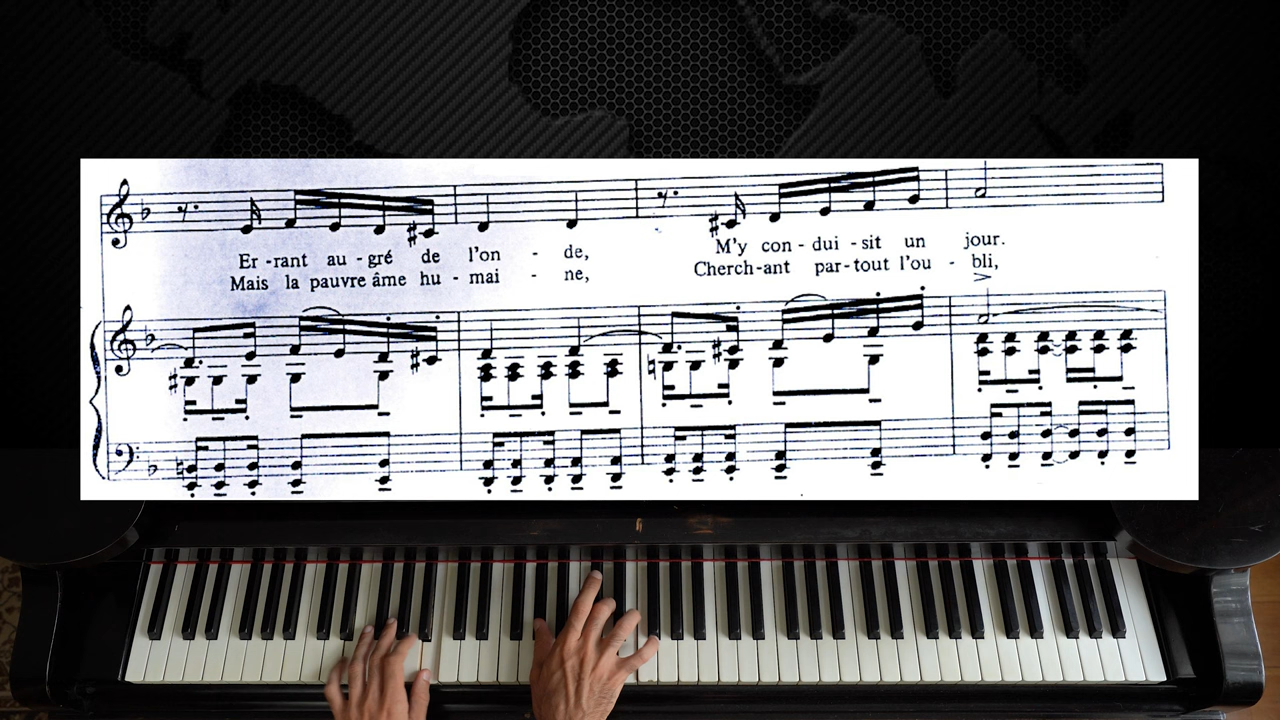 Er - rant au - gré de l'on - de, M'y con - dui - sit un jour.
Mais la pauvre âme hu - mai - ne, Cherch - ant par - tout l'ou - bli,